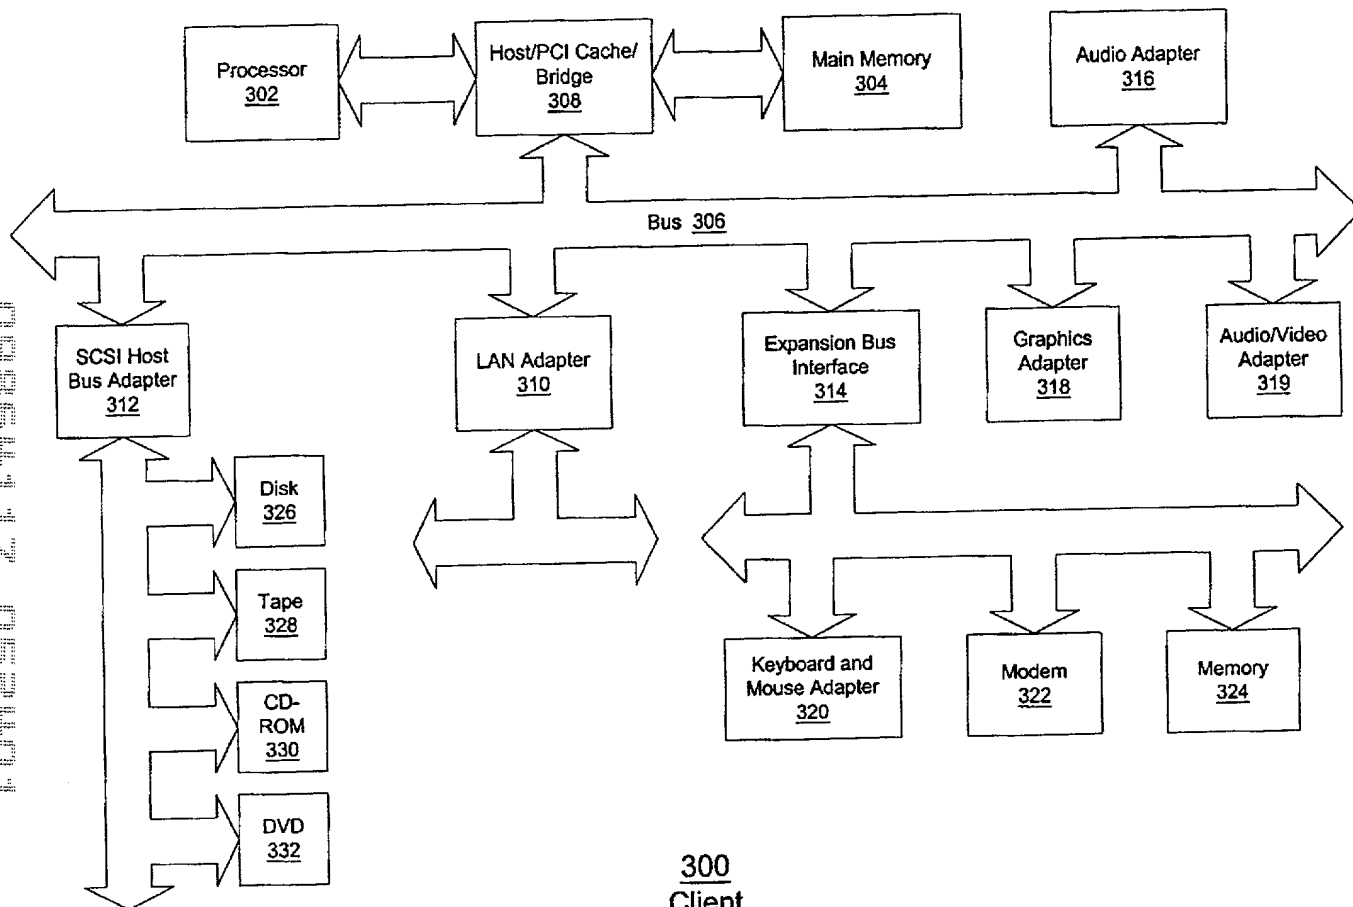 Processor
302
Host/PCI Cache/
Bridge
308
Main Memory
304
Audio Adapter
316
Bus 306
SCSI Host
Bus Adapter
312
LAN Adapter
310
Expansion Bus
Interface
314
Graphics
Adapter
318
Audio/Video
Adapter
319
Disk
326
Tape
328
CD-
ROM
330
DVD
332
Keyboard and
Mouse Adapter
320
Modem
322
Memory
324
300
Client